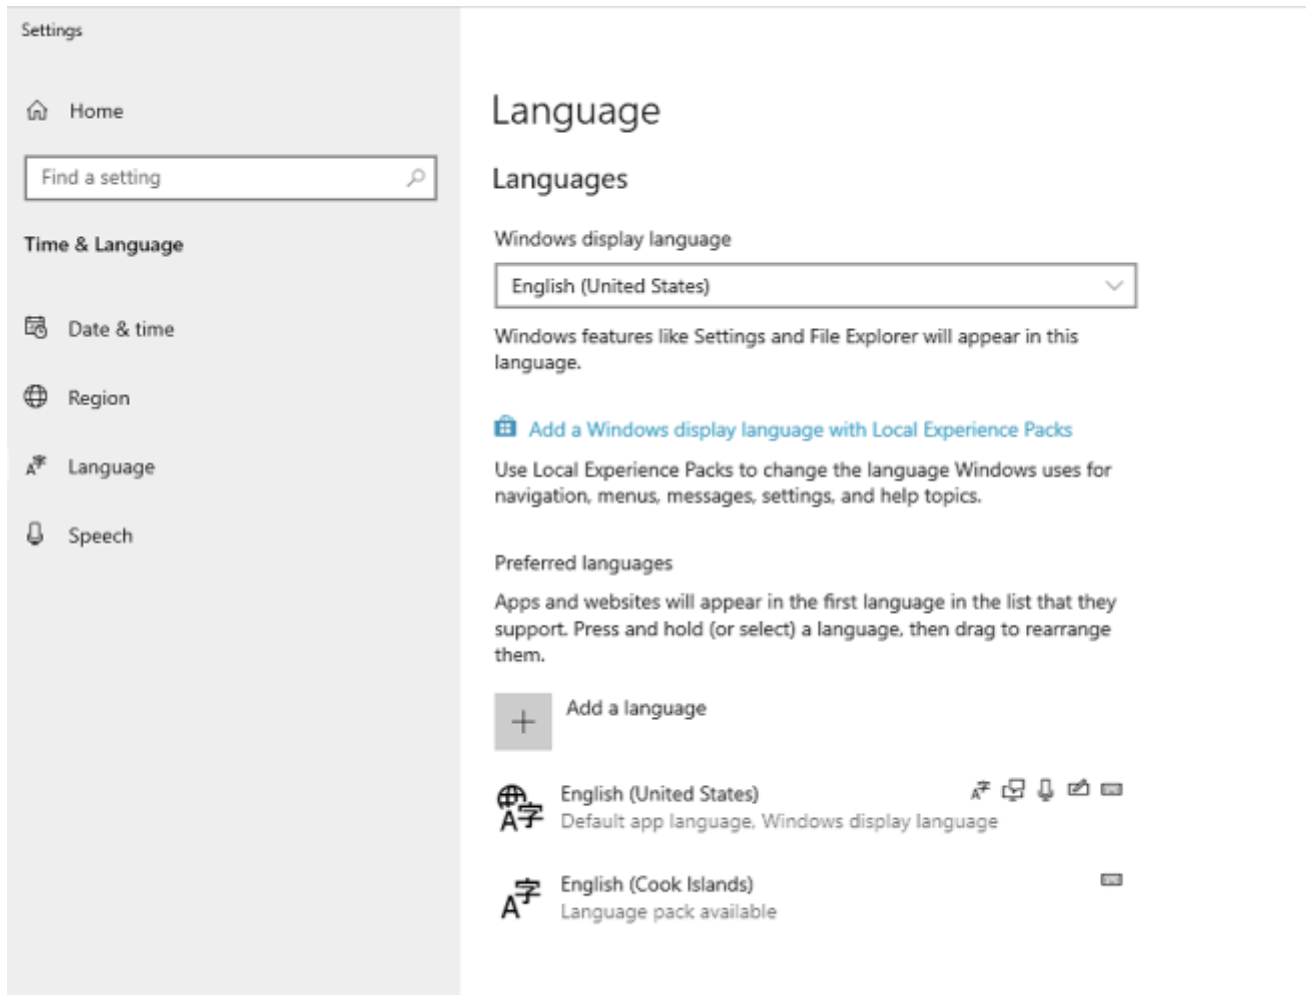 Settings
Home
Find a setting
Time & Language
Date & time
Region
Language
Speech
Language
Languages
Windows display language
English (United States)
Windows features like Settings and File Explorer will appear in this
language.
Add a Windows display language with Local Experience Packs
Use Local Experience Packs to change the language Windows uses for
navigation, menus, messages, settings, and help topics.
Preferred languages
Apps and websites will appear in the first language in the list that they
support. Press and hold (or select) a language, then drag to rearrange
them.
Add a language
English (United States)
Default app language, Windows display language
English (Cook Islands)
Language pack available